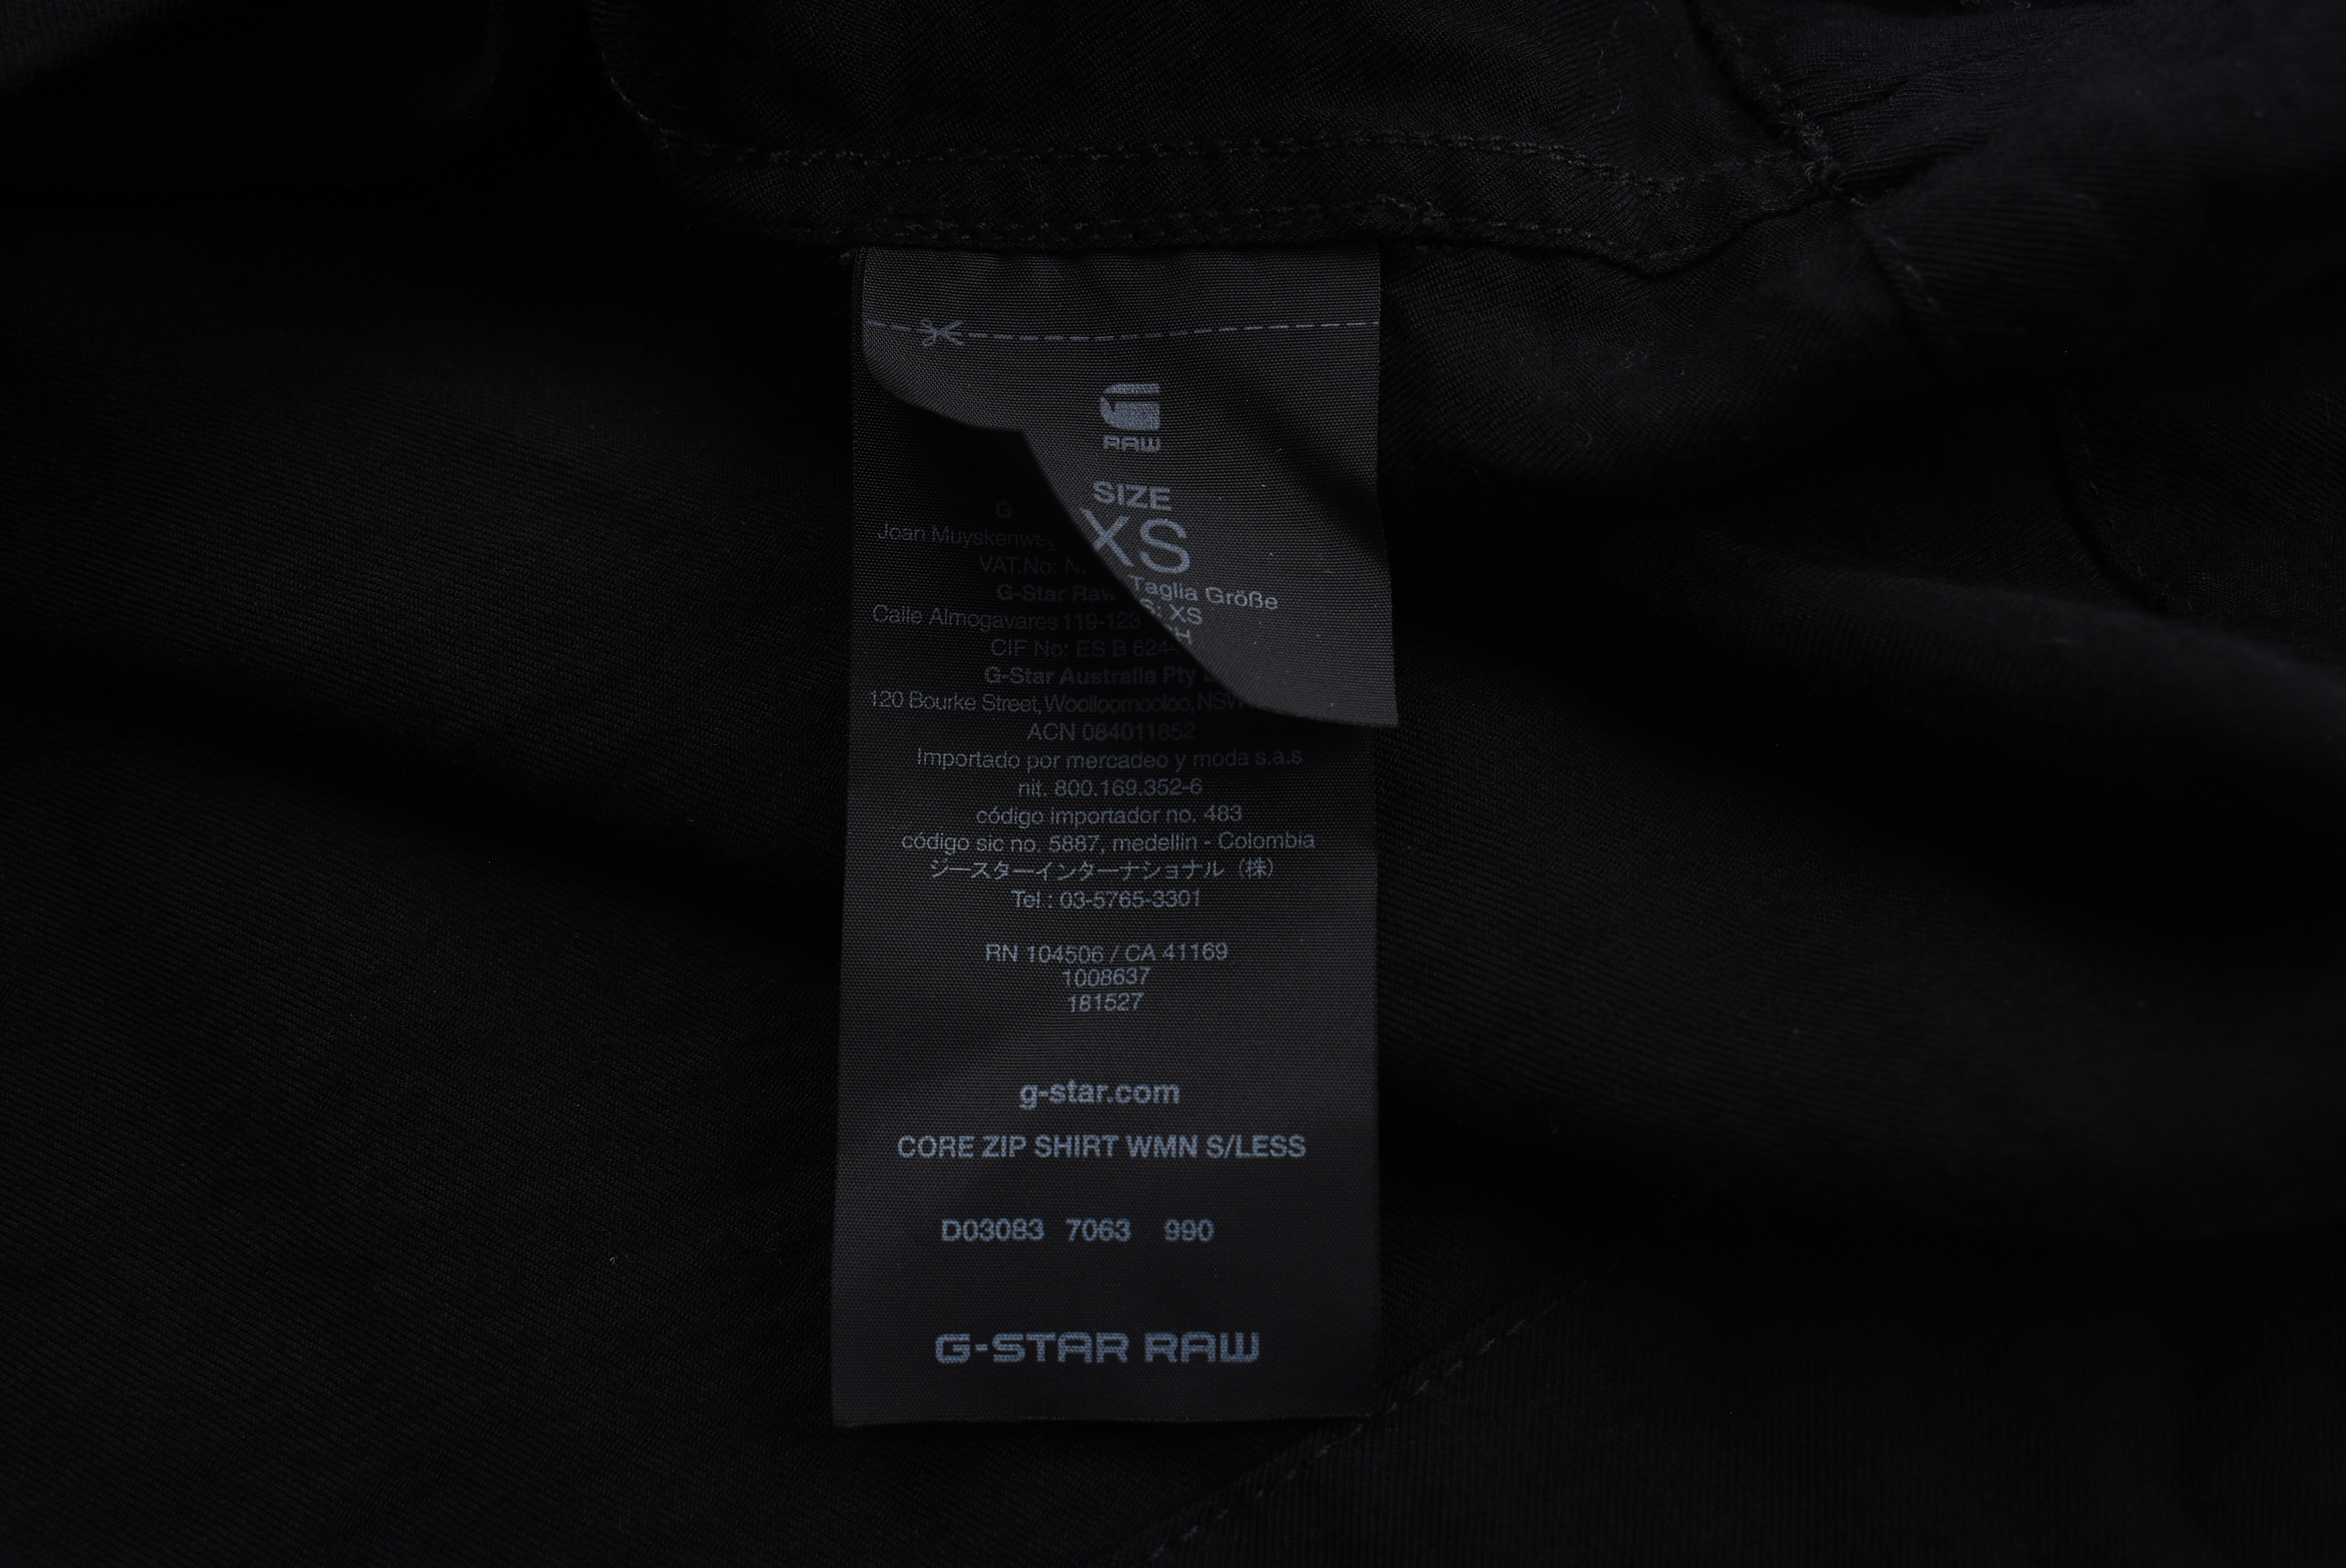 RAW
SIZE
XS
Taglia Größe
XS
G-
Joan Muyskenweg
VAT.No:
G-Star Raw
Calle Almogavares 119-123
CIF No: ES B 624
G-Star Australia Pty
120 Bourke Street, Woolloomooloo, NSW
ACN 084011852
Importado por mercadeo y moda s.a.s
nit. 800.169.352-6
código importador no. 483
código sic no. 5887, medellin - Colombia
ジースターインターナショナル（株）
Tel : 03-5765-3301
RN 104506 / CA 41169
1008637
181527
g-star.com
CORE ZIP SHIRT WMN S/LESS
D03083 7063 990
G-STAR RAW